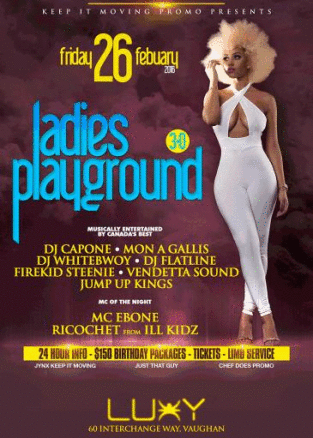 KEEP IT MOVING PROMO PRESENTS
friday 26 febuary
2016
ladies
playground
3-D
MUSICALLY ENTERTAINED BY
CANADA'S BEST
DJ CAPONE • MON A GALLIS
DJ WHITEBWOY • DJ FLATLINE
FIREKID STEENIE • VENDETTA SOUND
JUMP UP KINGS
MC OF THE NIGHT
MC EBONE
RICOCHET FROM ILL KIDZ
24 HOUR INFO - $150 BIRTHDAY PACKAGES - TICKETS - LIMB SERVICE
JYNX KEEP IT MOVING JUST THAT GUY CHEF DOES PROMO
LUXY
60 INTERCHANGE WAY, VAUGHAN